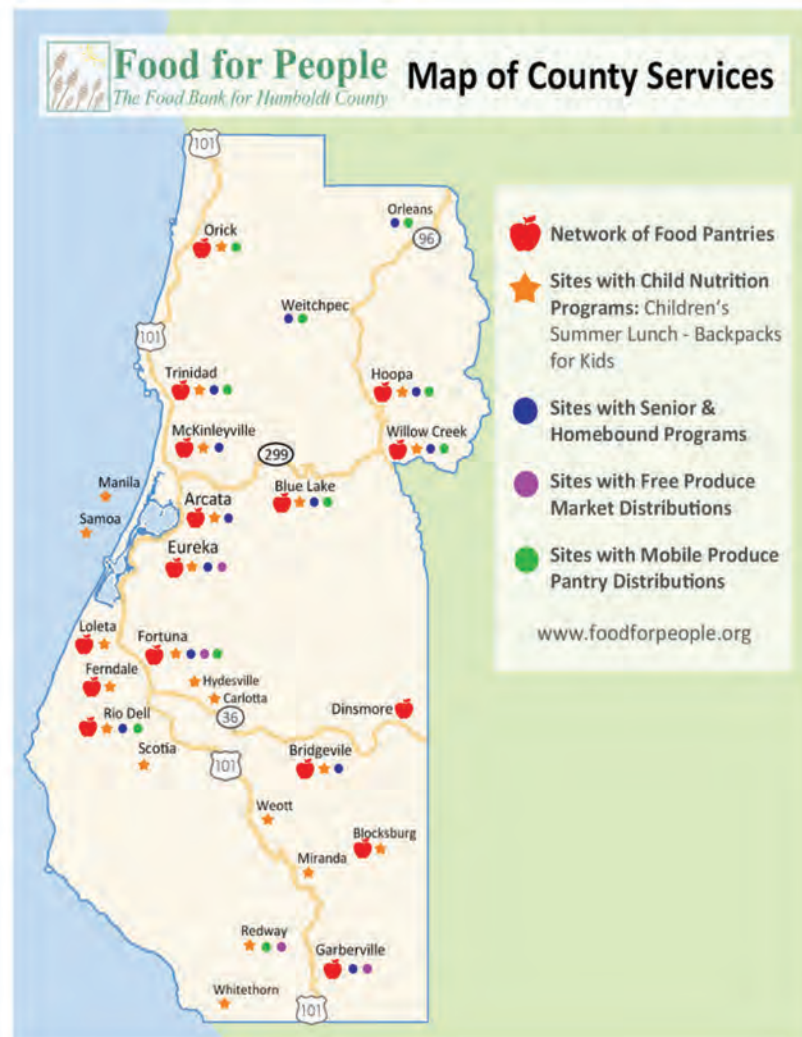 Food for People
The Food Bank for Humboldt County
Map of County Services
101
Orick
Orleans
96
Weitchpec
101
Trinidad
Hoopa
McKinleyville
Willow Creek
299
Manila
Blue Lake
Samoa
Arcata
Eureka
Loleta
Fortuna
Ferndale
Hydesville
Carlotta
Rio Dell
36
Dinsmore
Scotia
101
Bridgevile
Weott
Blocksburg
Miranda
Redway
Garberville
Whitethorn
101
Network of Food Pantries
Sites with Child Nutrition
Programs: Children's
Summer Lunch - Backpacks
for Kids
Sites with Senior &
Homebound Programs
Sites with Free Produce
Market Distributions
Sites with Mobile Produce
Pantry Distributions
www.foodforpeople.org